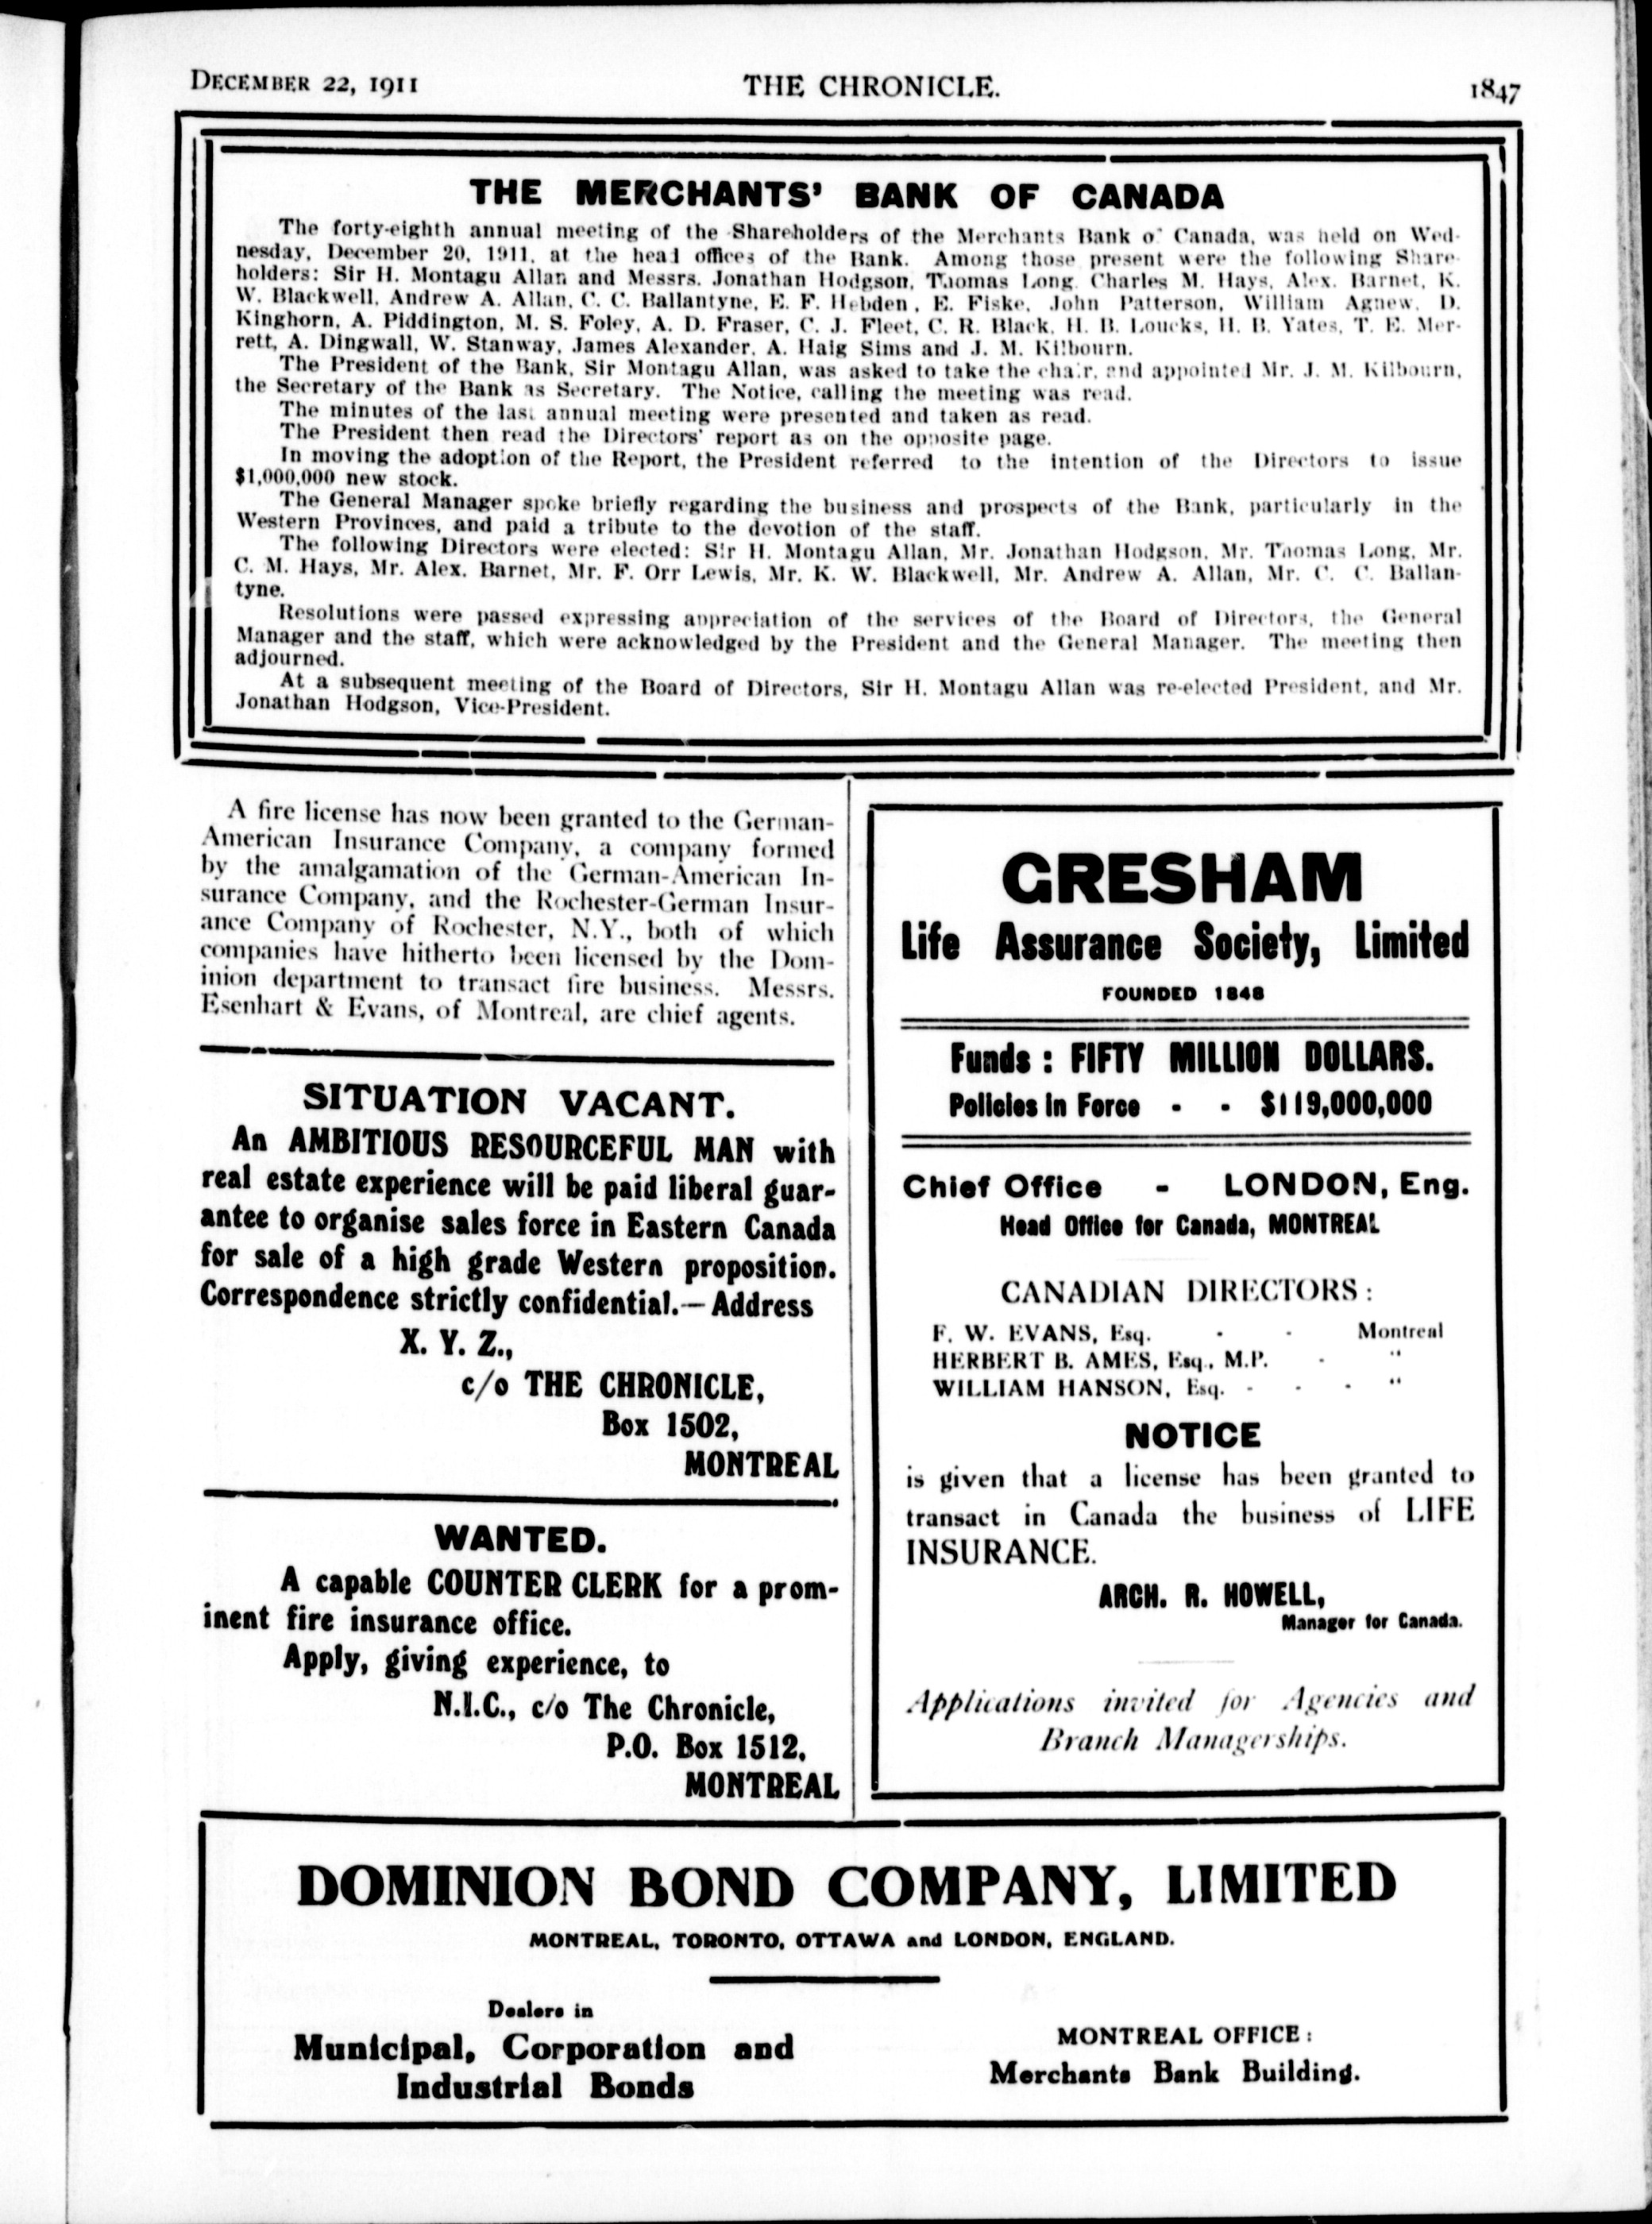 DECEMBER 22, 1911 THE CHRONICLE. 1847
THE MERCHANTS' BANK OF CANADA
The forty-eighth annual meeting of the Shareholders of the Merchants Bank o' Canada, was held on Wed-
nesday, December 20, 1911, at the head offices of the Bank. Among those present were the following Share-
holders: Sir H. Montagu Allan and Messrs. Jonathan Hodgson, Thomas Long, Charles M. Hays, Alex. Barnet, K.
W. Blackwell, Andrew A. Allan, C. C. Ballantyne, E. F. Hebden, E. Fiske, John Patterson, William Agnew, D.
Kinghorn, A. Piddington, M. S. Foley, A. D. Fraser, C. J. Fleet, C. R. Black, H. B. Loucks, H. B. Yates, T. E. Mer-
rett, A. Dingwall, W. Stanway, James Alexander, A. Haig Sims and J. M. Kilbourn.
The President of the Bank, Sir Montagu Allan, was asked to take the chair, and appointed Mr. J. M. Kilbourn,
the Secretary of the Bank as Secretary. The Notice, calling the meeting was read.
The minutes of the last annual meeting were presented and taken as read.
The President then read the Directors' report as on the opposite page.
In moving the adoption of the Report, the President referred to the intention of the Directors to issue
$1,000,000 new stock.
The General Manager spoke briefly regarding the business and prospects of the Bank, particularly in the
Western Provinces, and paid a tribute to the devotion of the staff.
The following Directors were elected: Sir H. Montagu Allan, Mr. Jonathan Hodgson, Mr. Thomas Long, Mr.
C. M. Hays, Mr. Alex. Barnet, Mr. F. Orr Lewis, Mr. K. W. Blackwell, Mr. Andrew A. Allan, Mr. C. C. Ballan-
tyne.
Resolutions were passed expressing appreciation of the services of the Board of Directors, the General
Manager and the staff, which were acknowledged by the President and the General Manager. The meeting then
adjourned.
At a subsequent meeting of the Board of Directors, Sir H. Montagu Allan was re-elected President, and Mr.
Jonathan Hodgson, Vice-President.
A fire license has now been granted to the German-
American Insurance Company, a company formed
by the amalgamation of the German-American In-
surance Company, and the Rochester-German Insur-
ance Company of Rochester, N.Y., both of which
companies have hitherto been licensed by the Dom-
inion department to transact fire business. Messrs.
Esenhart & Evans, of Montreal, are chief agents.
SITUATION VACANT.
An AMBITIOUS RESOURCEFUL MAN with
real estate experience will be paid liberal guar-
antee to organise sales force in Eastern Canada
for sale of a high grade Western proposition.
Correspondence strictly confidential.—Address
X. Y. Z.,
c/o THE CHRONICLE,
Box 1502,
MONTREAL
WANTED.
A capable COUNTER CLERK for a prom-
inent fire insurance office.
Apply, giving experience, to
N.I.C., c/o The Chronicle,
P.O. Box 1512,
MONTREAL
GRESHAM
Life Assurance Society, Limited
FOUNDED 1848
Funds : FIFTY MILLION DOLLARS.
Policies in Force - - $119,000,000
Chief Office - LONDON, Eng.
Head Office for Canada, MONTREAL
CANADIAN DIRECTORS :
F. W. EVANS, Esq. - - Montreal
HERBERT B. AMES, Esq., M.P. - "
WILLIAM HANSON, Esq. - - - "
NOTICE
is given that a license has been granted to
transact in Canada the business of LIFE
INSURANCE.
ARCH. R. HOWELL,
Manager for Canada.
Applications invited for Agencies and
Branch Managerships.
DOMINION BOND COMPANY, LIMITED
MONTREAL, TORONTO, OTTAWA and LONDON, ENGLAND.
Dealers in
Municipal, Corporation and
Industrial Bonds
MONTREAL OFFICE :
Merchants Bank Building.